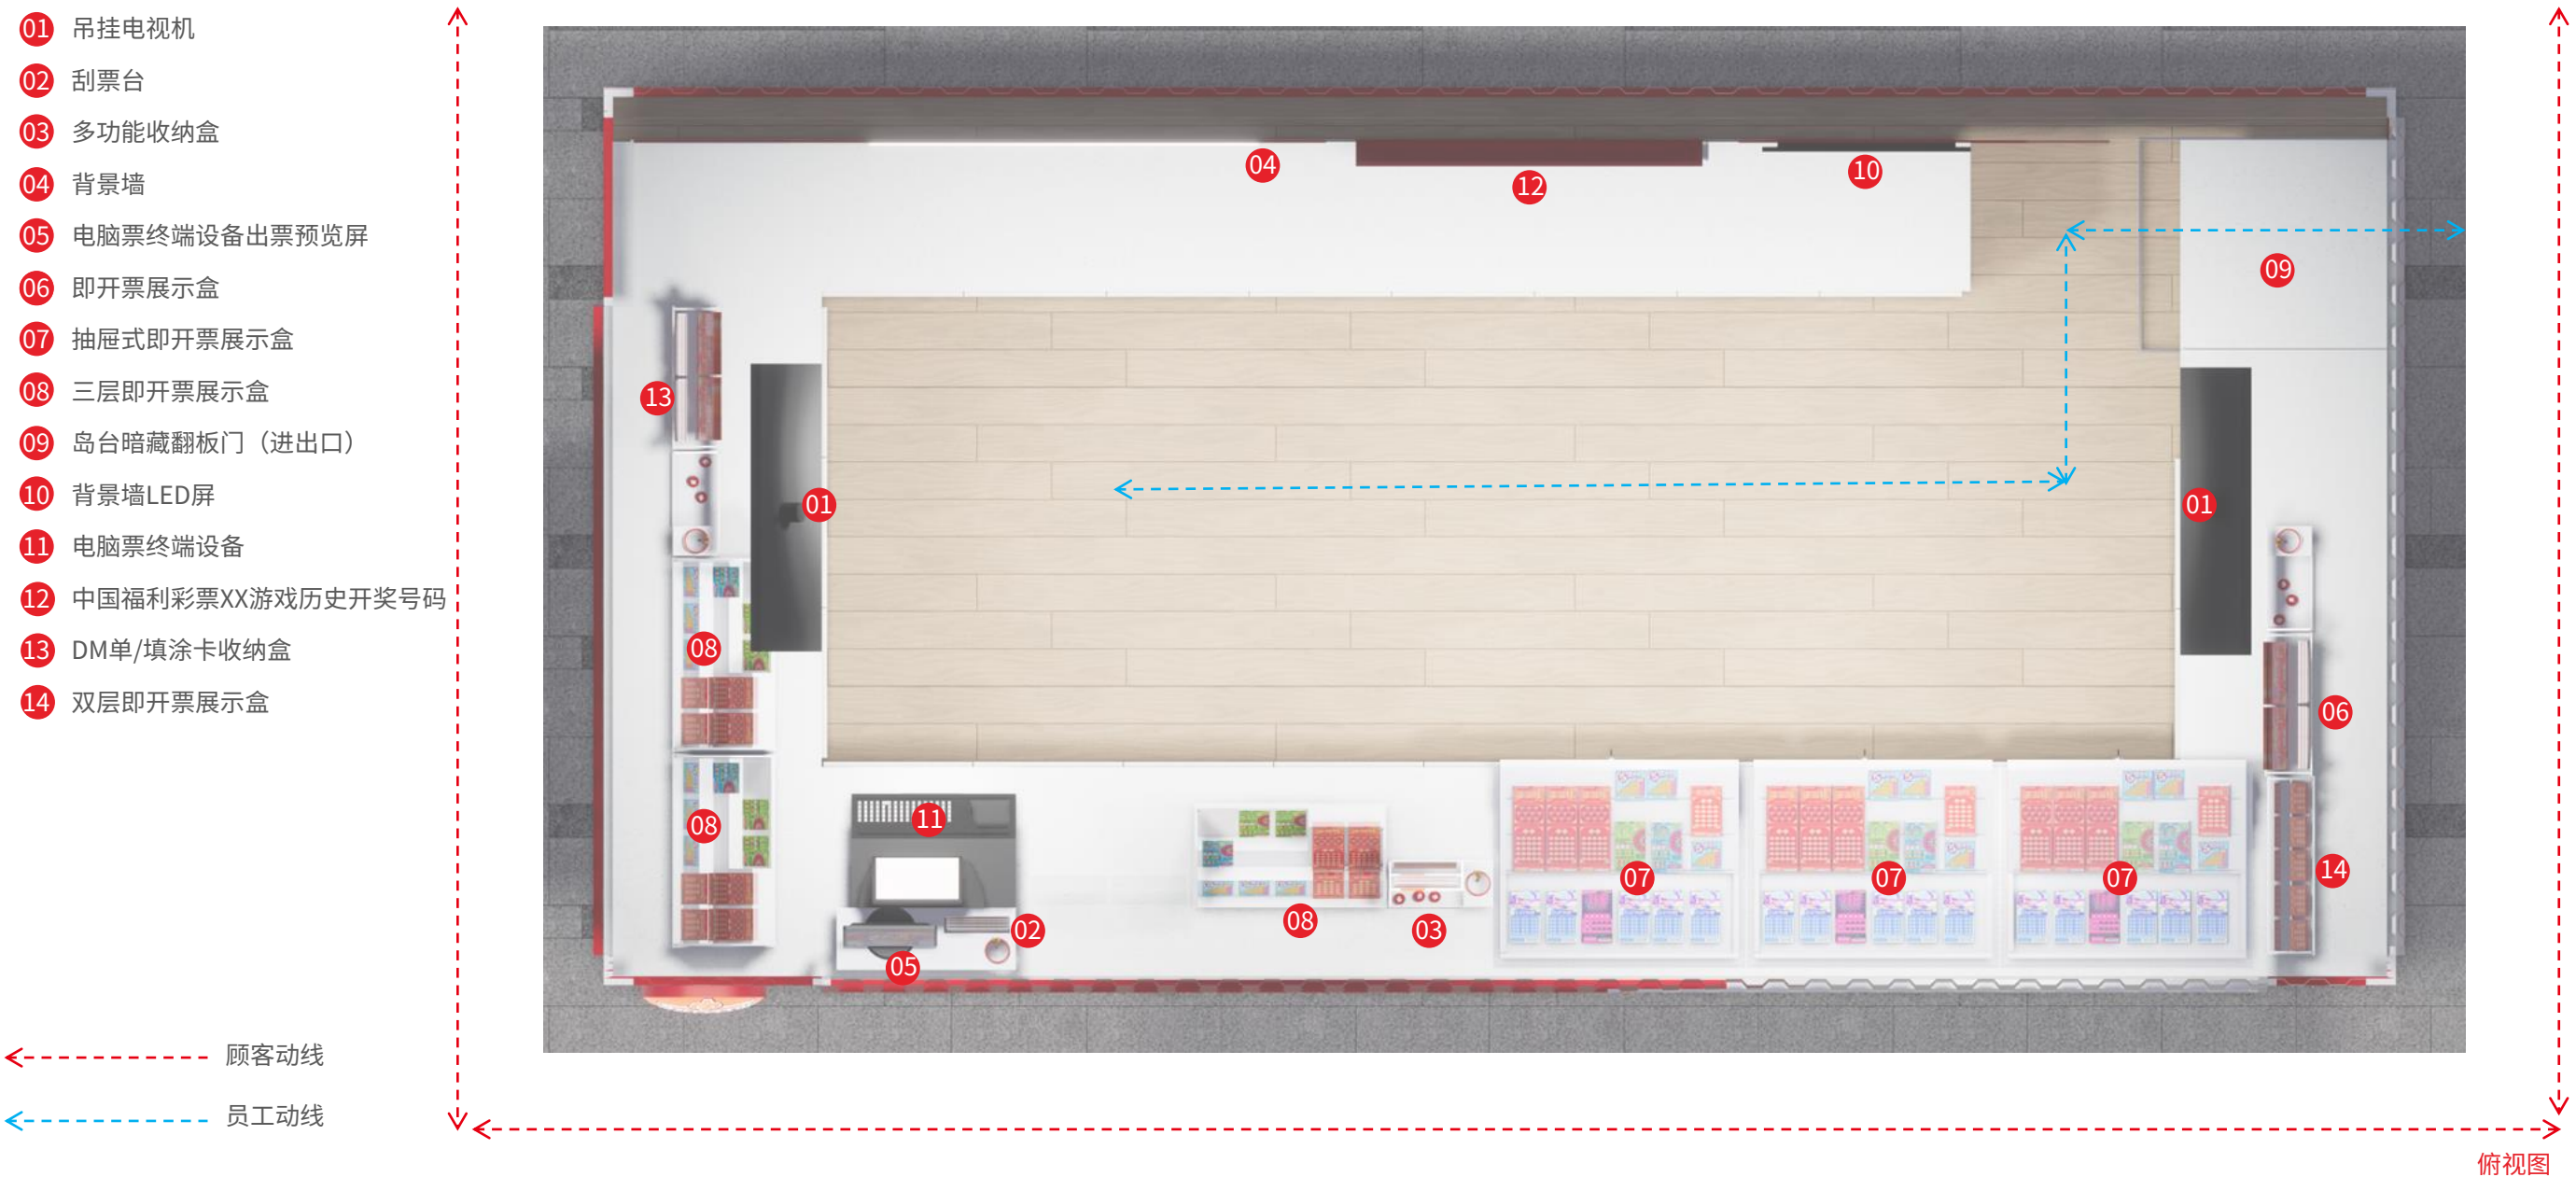 01 吊挂电视机
02 刮票台
03 多功能收纳盒
04 背景墙
05 电脑票终端设备出票预览屏
06 即开票展示盒
07 抽屉式即开票展示盒
08 三层即开票展示盒
09 岛台暗藏翻板门（进出口）
10 背景墙LED屏
11 电脑票终端设备
12 中国福利彩票XX游戏历史开奖号码
13 DM单/填涂卡收纳盒
14 双层即开票展示盒
顾客动线
员工动线
04
12
10
09
13
01
01
08
06
08
11
07
07
07
14
08
03
02
05
俯视图